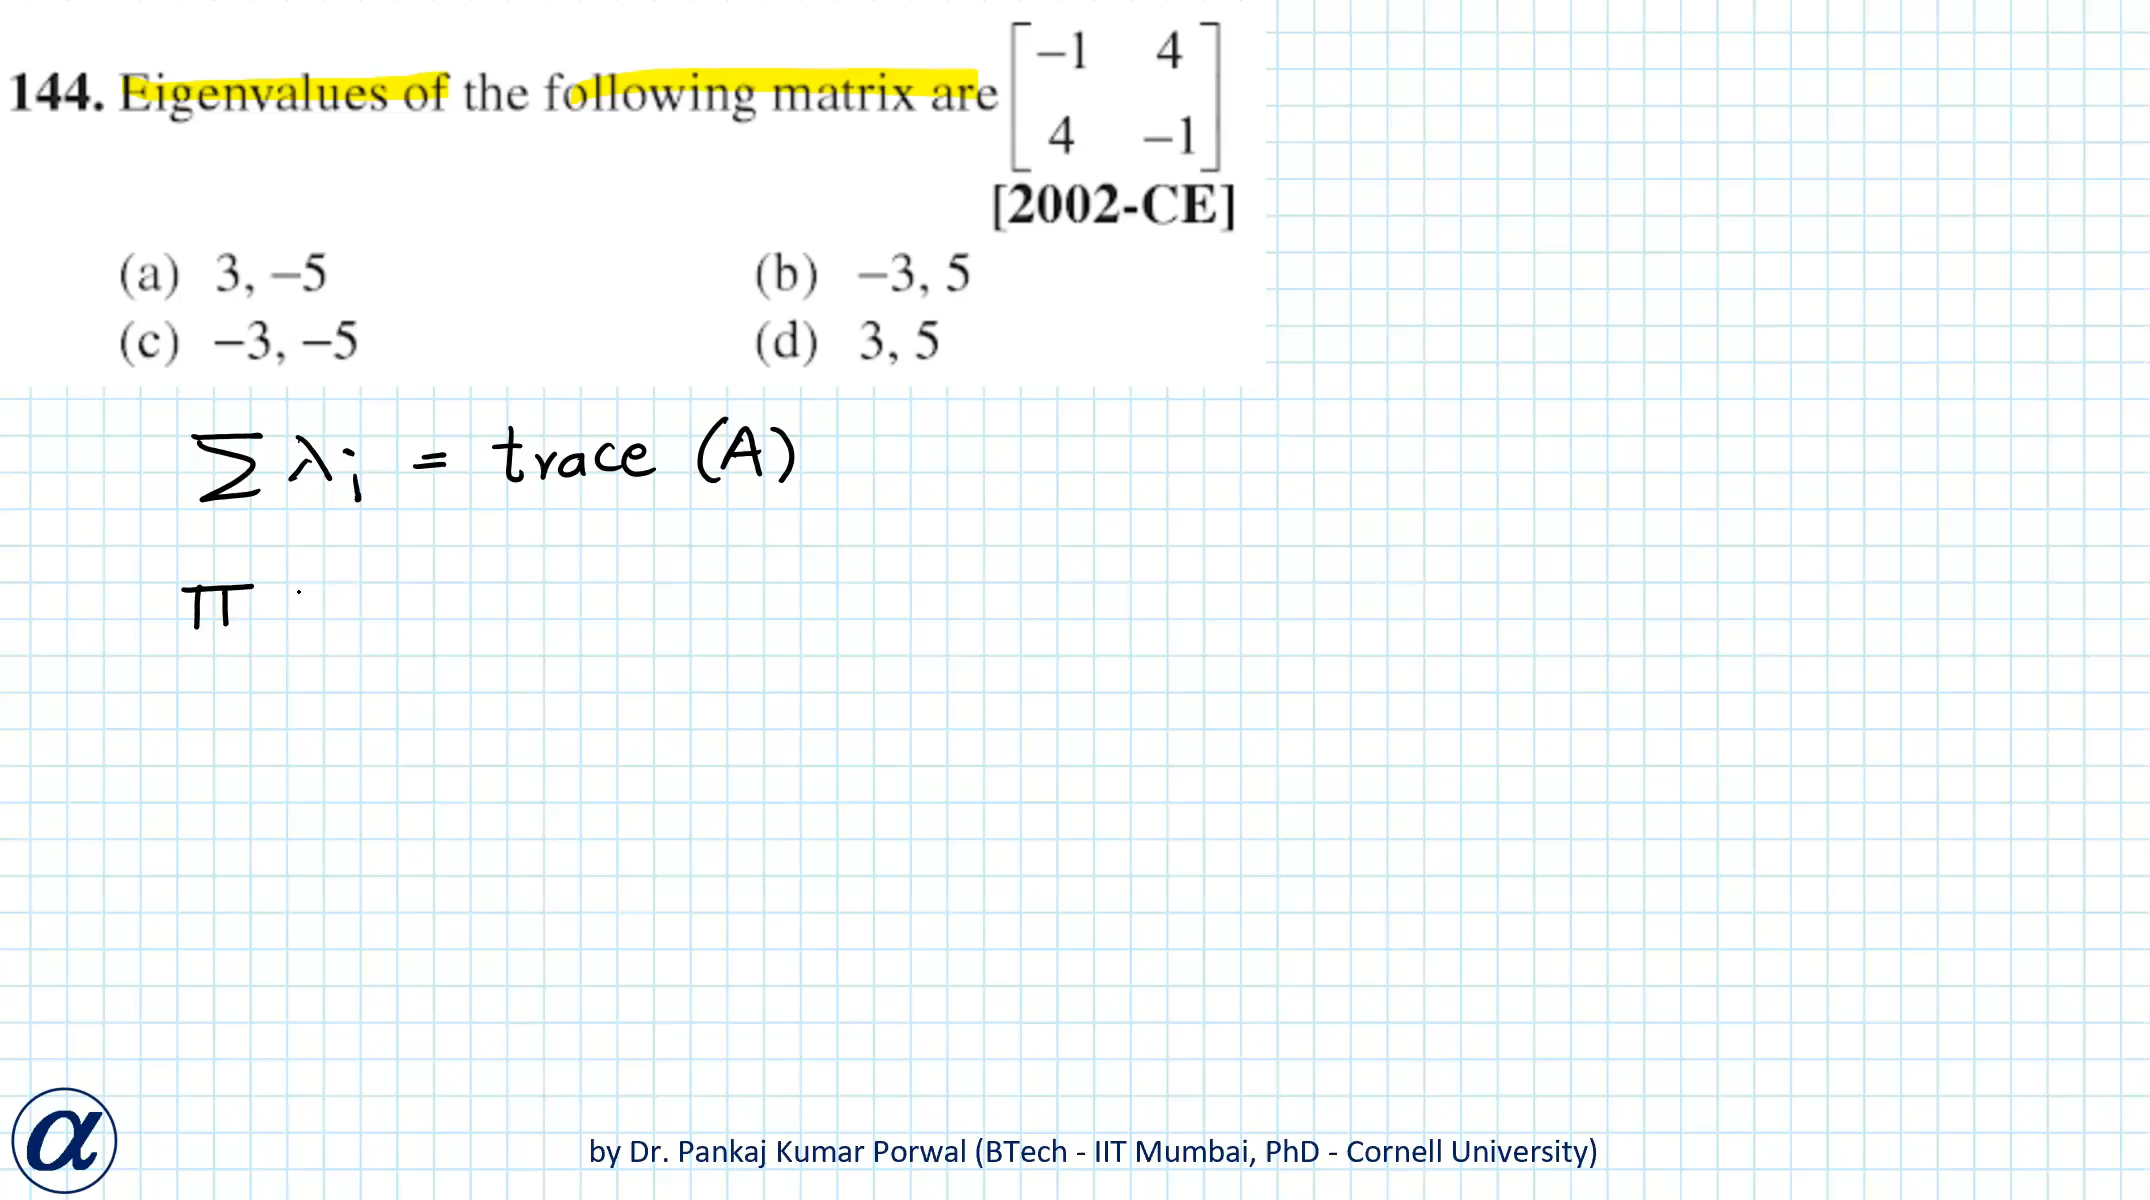 144. Eigenvalues of the following matrix are [−1 4
4 −1]
[2002-CE]
(a) 3, −5 (b) −3, 5
(c) −3, −5 (d) 3, 5
∑ λi = trace (A)
π
α
by Dr. Pankaj Kumar Porwal (BTech - IIT Mumbai, PhD - Cornell University)